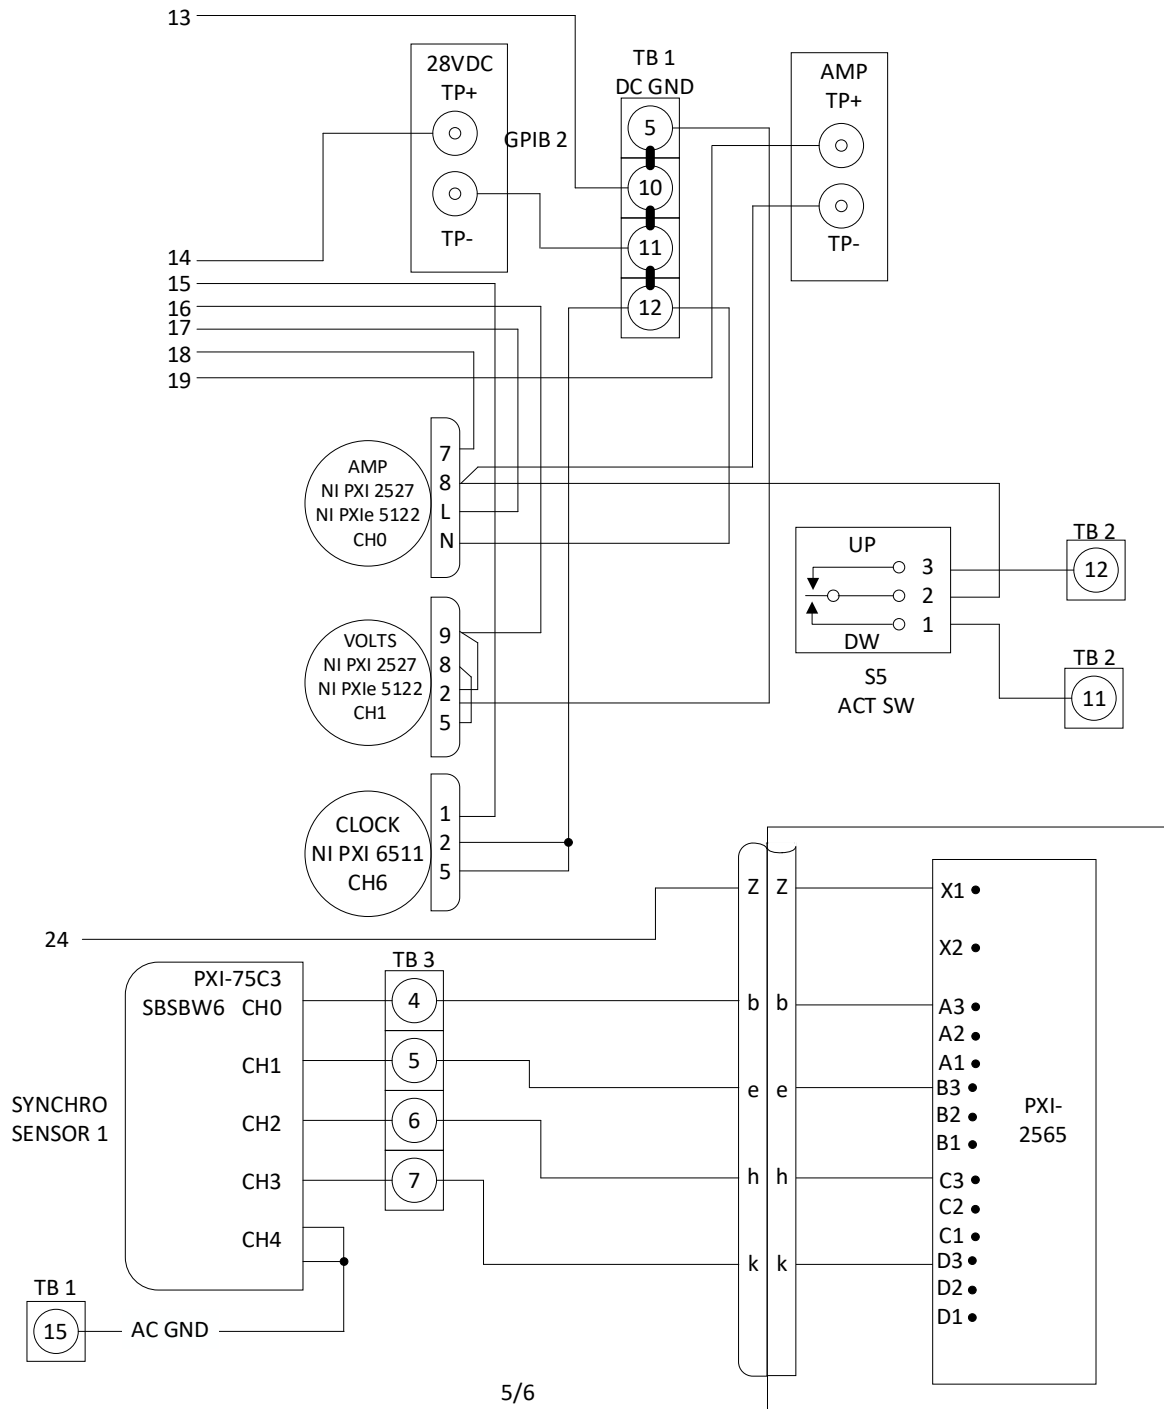 13
28VDC
TP+
GPIB 2
TP-
TB 1
DC GND
5
10
11
12
AMP
TP+
TP-
14
15
16
17
18
19
AMP
NI PXI 2527
NI PXIe 5122
CH0
7
8
L
N
VOLTS
NI PXI 2527
NI PXIe 5122
CH1
9
8
2
5
CLOCK
NI PXI 6511
CH6
1
2
5
UP
3
2
1
DW
S5
ACT SW
TB 2
12
TB 2
11
24
PXI-75C3
SBSBW6 CH0
CH1
CH2
CH3
CH4
SYNCHRO
SENSOR 1
TB 3
4
5
6
7
TB 1
15
AC GND
Z Z
b b
e e
h h
k k
X1
X2
A3
A2
A1
B3
B2
B1
C3
C2
C1
D3
D2
D1
PXI-
2565
5/6